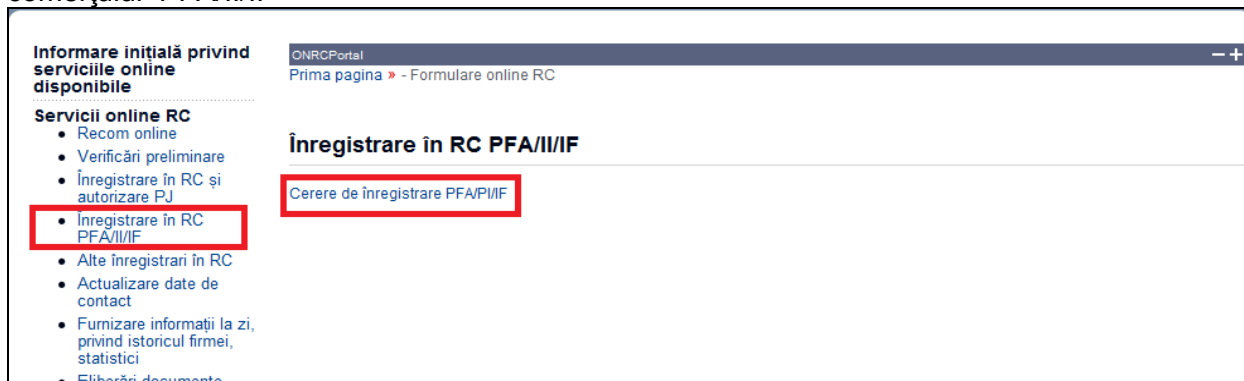 Informare inițială privind
serviciile online
disponibile
Servicii online RC
• Recom online
• Verificări preliminare
• Înregistrare în RC și
autorizare PJ
• Înregistrare în RC
PFA/II/IF
• Alte înregistrari în RC
• Actualizare date de
contact
• Furnizare informații la zi,
privind istoricul firmei,
statistici
ONRCPortal
Prima pagina » - Formulare online RC
Înregistrare în RC PFA/II/IF
Cerere de înregistrare PFA/PI/IF